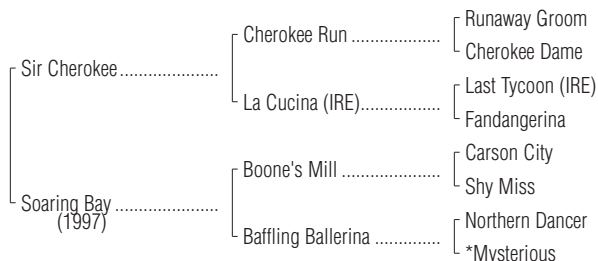 Runaway Groom
Cherokee Run ...................
Cherokee Dame
Sir Cherokee.....................
Last Tycoon (IRE)
La Cucina (IRE).................
Fandangerina
Carson City
Boone's Mill .....................
Shy Miss
Soaring Bay ......................
(1997)
Northern Dancer
Baffling Ballerina ..............
*Mysterious